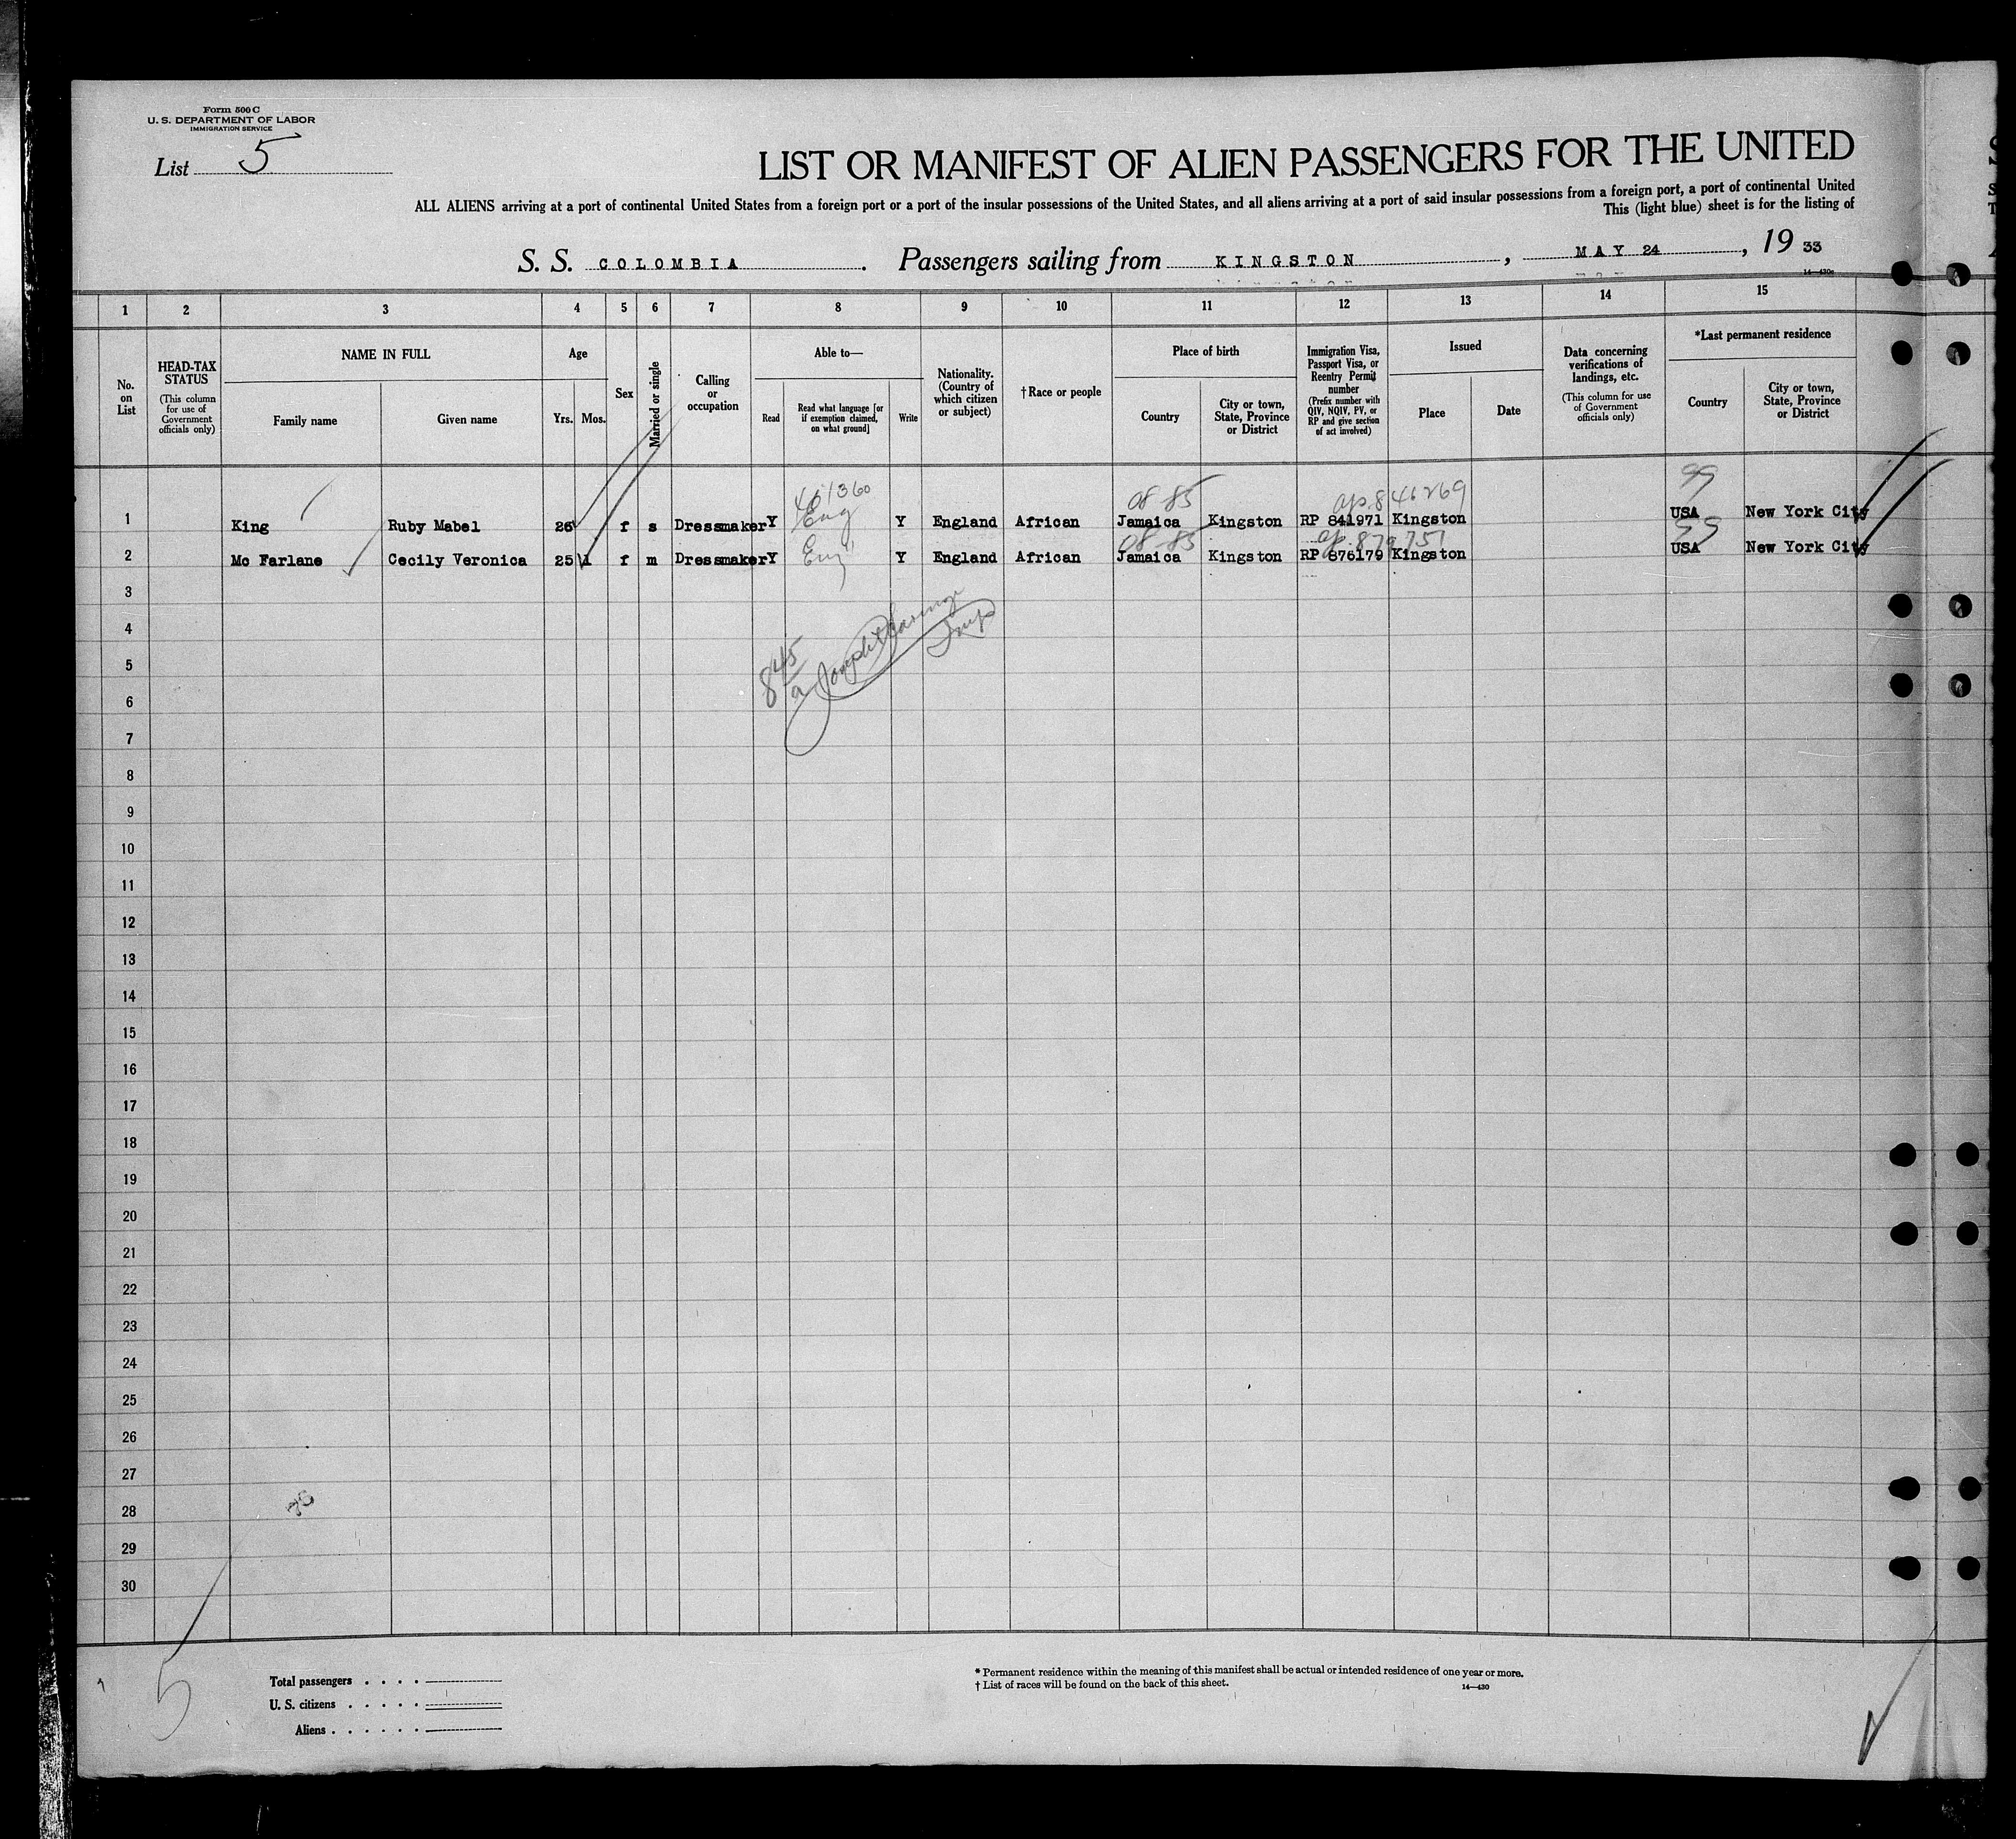 Form 500 C
U. S. DEPARTMENT OF LABOR
IMMIGRATION SERVICE
List 5
LIST OR MANIFEST OF ALIEN PASSENGERS FOR THE UNITED
ALL ALIENS arriving at a port of continental United States from a foreign port or a port of the insular possessions of the United States, and all aliens arriving at a port of said insular possessions from a foreign port, a port of continental United
This (light blue) sheet is for the listing of
S. S. COLOMBIA . Passengers sailing from KINGSTON , MAY 24 , 19 33
14—430c
1 2 3 4 5 6 7 8 9 10 11 12 13 14 15
No. on List
HEAD-TAX STATUS
(This column for use of Government officials only)
NAME IN FULL
Family name
Given name
Age
Yrs.
Mos.
Sex
Married or single
Calling or occupation
Able to—
Read
Read what language [or if exemption claimed, on what ground]
Write
Nationality. (Country of which citizen or subject)
†Race or people
Place of birth
Country
City or town, State, Province or District
Immigration Visa, Passport Visa, or Reentry Permit number
(Prefix number with QIV, NQIV, PV, or RP and give section of act involved)
Issued
Place
Date
Data concerning verifications of landings, etc.
(This column for use of Government officials only)
*Last permanent residence
Country
City or town, State, Province or District
08 85
99
1 King Ruby Mabel 26 f s Dressmaker Y Eng Y England African Jamaica Kingston RP 841971 Kingston USA New York City
08 85 ap. 879751 99
2 Mc Farlane Cecily Veronica 25 1 f m Dressmaker Y Eng Y England African Jamaica Kingston RP 876179 Kingston USA New York City
3
4
5
845
6
7
8
9
10
11
12
13
14
15
16
17
18
19
20
21
22
23
24
25
26
27
28
29
30
5
Total passengers
U. S. citizens
Aliens
* Permanent residence within the meaning of this manifest shall be actual or intended residence of one year or more.
† List of races will be found on the back of this sheet.
14—430